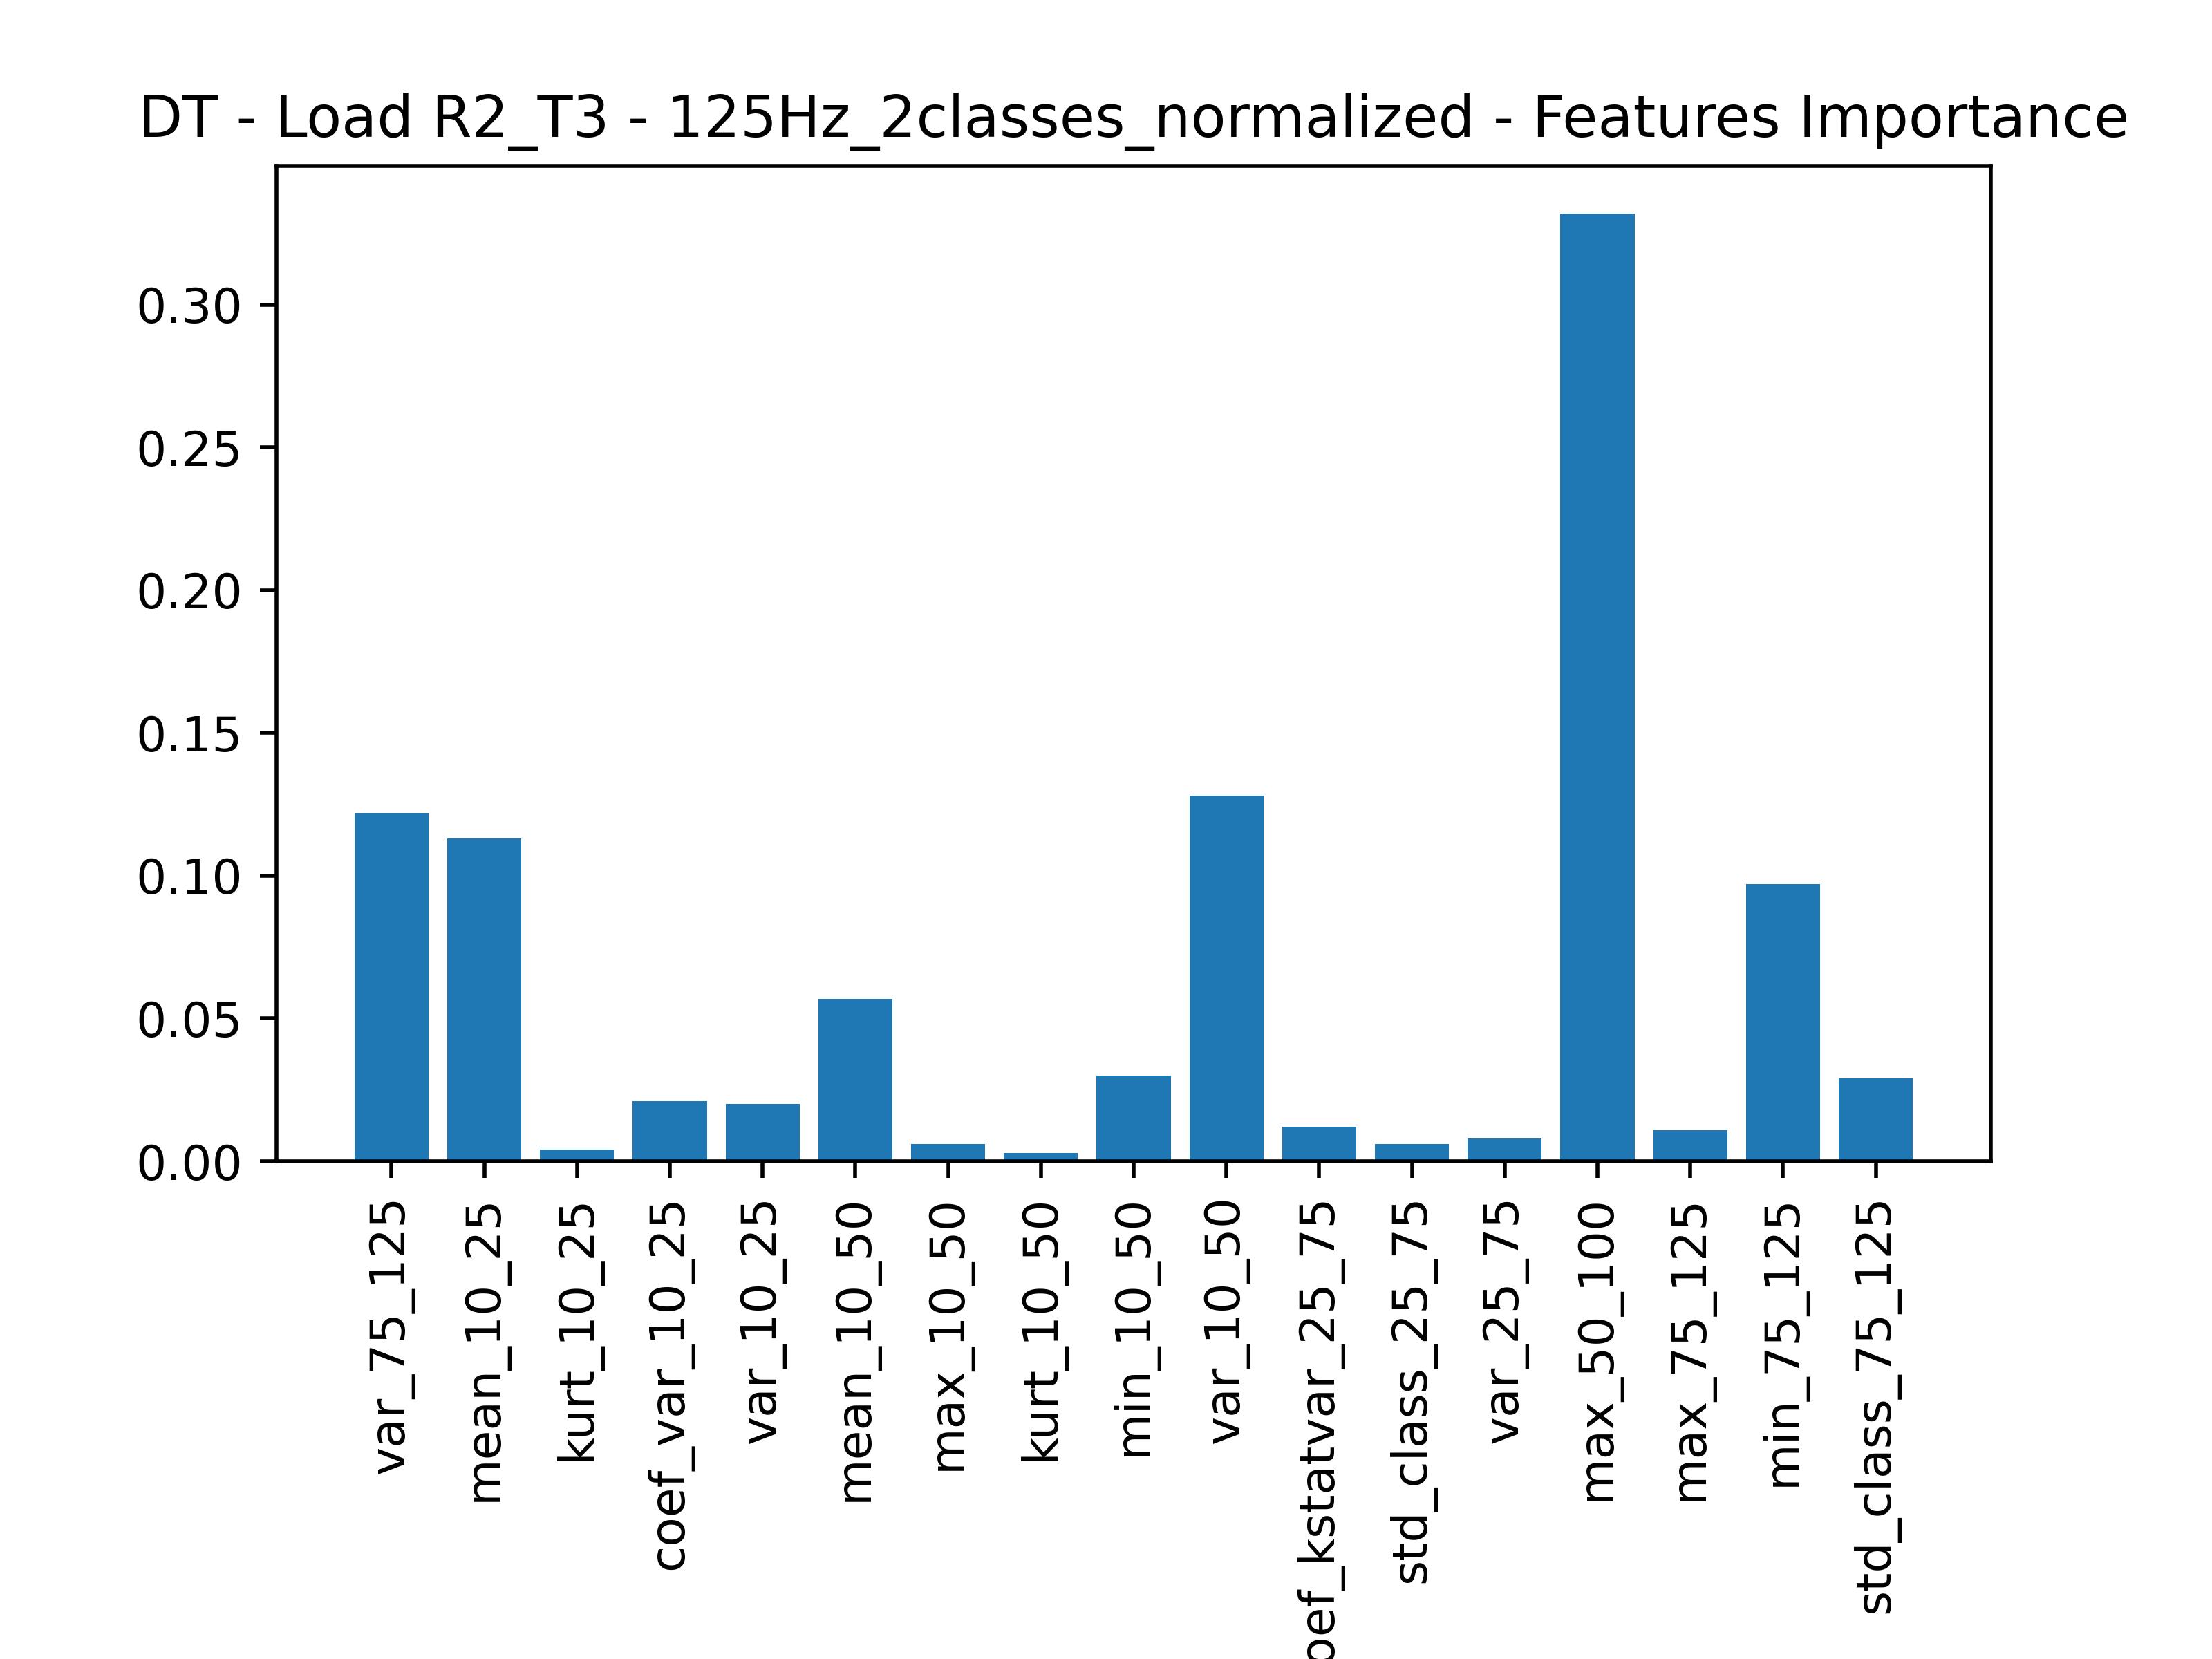 DT - Load R2_T3 - 125Hz_2classes_normalized - Features Importance
0.30
0.25
0.20
0.15
0.10
0.05
0.00
var_75_125
mean_10_25
kurt_10_25
coef_var_10_25
var_10_25
mean_10_50
max_10_50
kurt_10_50
min_10_50
var_10_50
oef_kstatvar_25_75
std_class_25_75
var_25_75
max_50_100
max_75_125
min_75_125
std_class_75_125